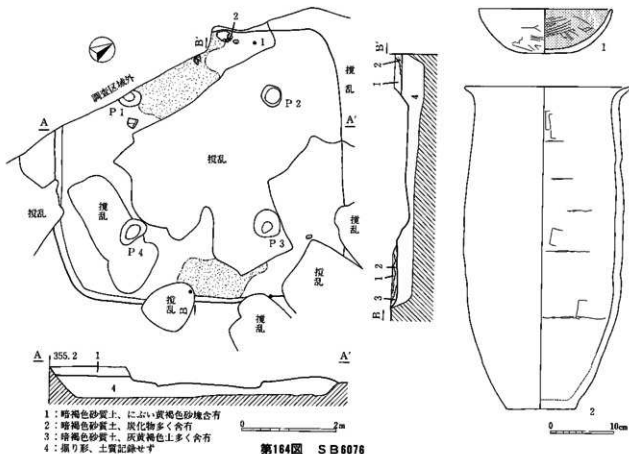 2
1
B'
調査区域外
P 1
P 2
攪乱
A
A'
攪乱
攪乱
攪乱
P 4
P 3
攪乱
攪乱
攪乱
攪乱
B
B'
2
1
4
2
1
3
B
1
2
0 10cm
A 355.2 1 A'
4
1：暗褐色砂質土、にぶい黄褐色砂塊含有
2：暗褐色砂質土、炭化物多く含有
3：暗褐色砂質土、灰黄褐色土多く含有
4：掘り形、土質記録せず
0 2m
第164図 SB6076